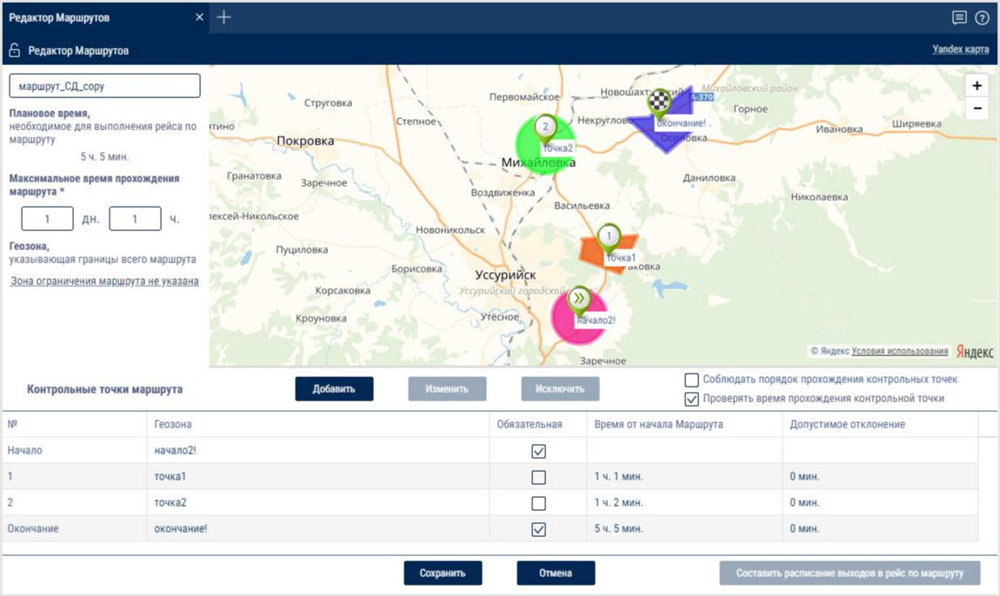 Редактор Маршрутов
Редактор Маршрутов
Yandex карта
маршрут_СД_copy
Плановое время,
необходимое для выполнения рейса по
маршруту
5 ч. 5 мин.
Максимальное время прохождения
маршрута *
1 дн. 1 ч.
Геозона,
указывающая границы всего маршрута
Зона ограничения маршрута не указана
+
−
Первомайское
Новошахтинский
Михайловский район
А-370
Струговка
Горное
Степное
2
Некруглово
окончание!
Ивановка
Ширяевка
тино
Покровка
точка2
Осиновка
Михайловка
Гранатовка
Заречное
Даниловка
Воздвиженка
Николаевка
Васильевка
лексей-Никольское
Новоникольск
1
Пуциловка
точка1
Раковка
Борисовка
Уссурийск
Уссурийский городской
Корсаковка
Кроуновка
Утёсное
начало2!
Заречное
© Яндекс Условия использования Яндекс
Контрольные точки маршрута
Добавить
Изменить
Исключить
Соблюдать порядок прохождения контрольных точек
Проверять время прохождения контрольной точки
№ Геозона Обязательная Время от начала Маршрута Допустимое отклонение
Начало начало2!
1 точка1 1 ч. 1 мин. 0 мин.
2 точка2 1 ч. 2 мин. 0 мин.
Окончание окончание! 5 ч. 5 мин. 0 мин.
Сохранить
Отмена
Составить расписание выходов в рейс по маршруту